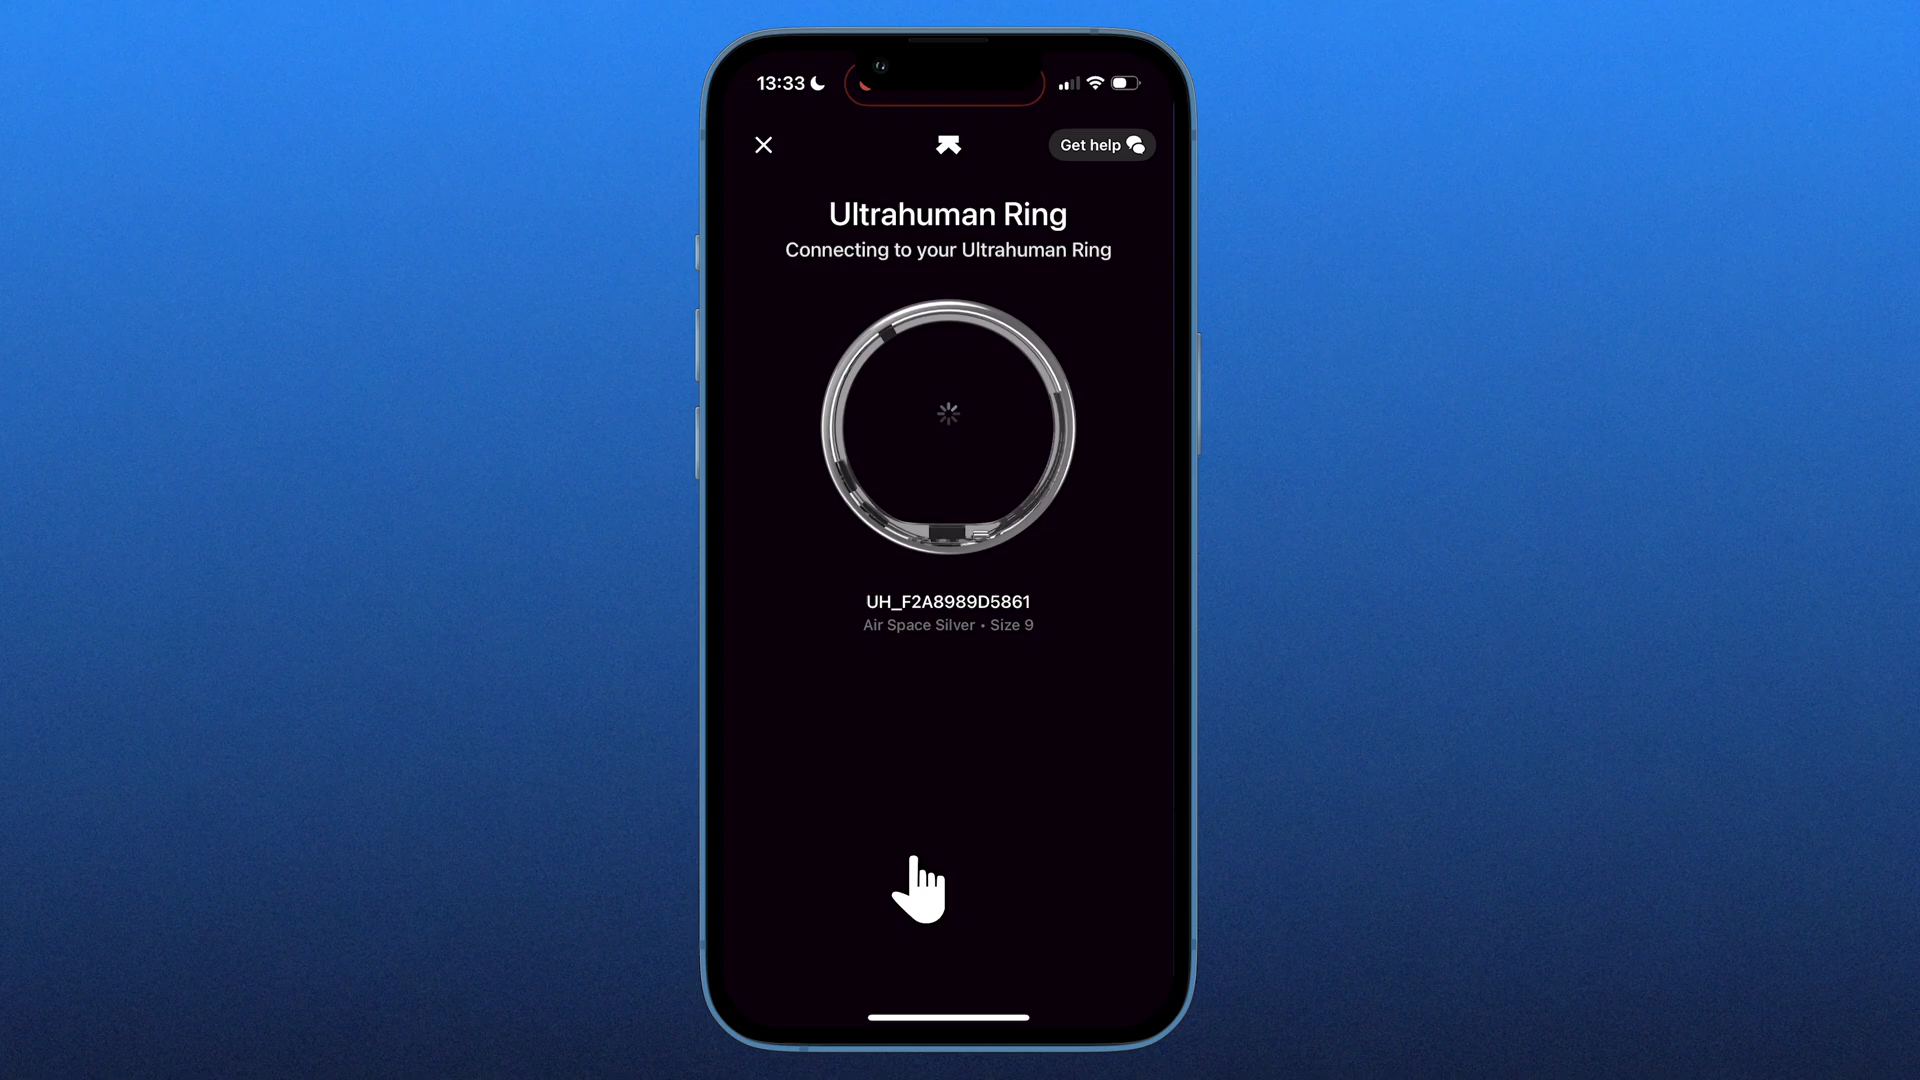 13:33
Get help
Ultrahuman Ring
Connecting to your Ultrahuman Ring
UH_F2A8989D5861
Air Space Silver • Size 9